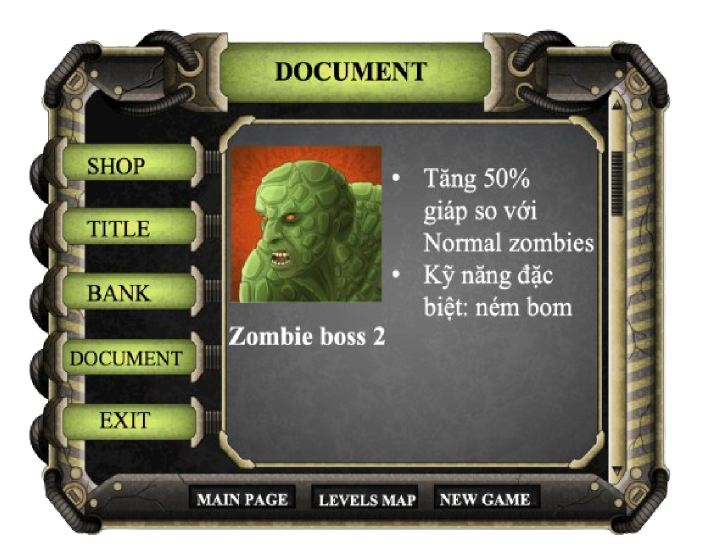 DOCUMENT
SHOP
TITLE
BANK
DOCUMENT
EXIT
• Tăng 50%
giáp so với
Normal zombies
• Kỹ năng đặc
biệt: ném bom
Zombie boss 2
MAIN PAGE
LEVELS MAP
NEW GAME